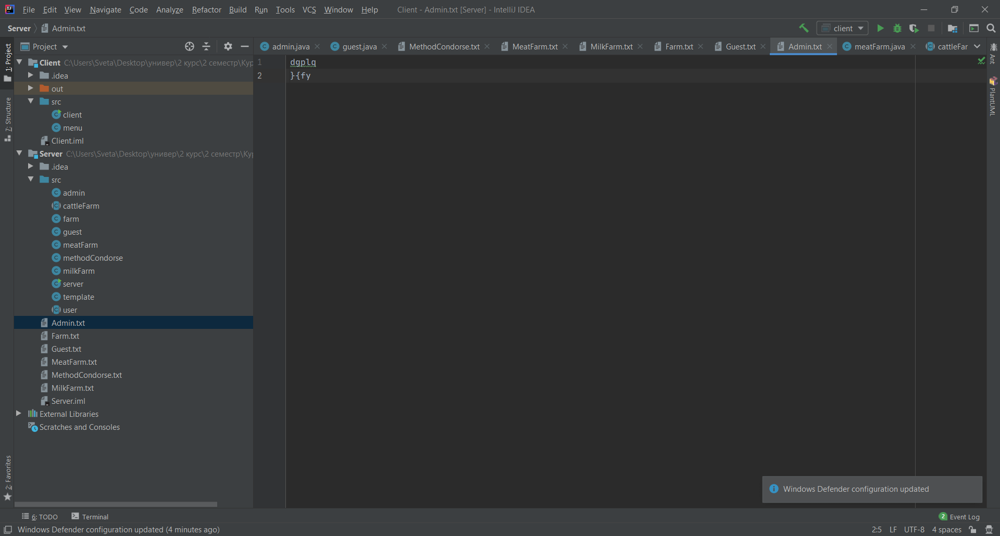 File Edit View Navigate Code Analyze Refactor Build Run Tools VCS Window Help Client - Admin.txt [Server] - IntelliJ IDEA
Server Admin.txt client
Project
admin.java guest.java MethodCondorse.txt MeatFarm.txt MilkFarm.txt Farm.txt Guest.txt Admin.txt meatFarm.java cattleFar
1: Project
7: Structure
2: Favorites
Client C:\Users\Sveta\Desktop\универ\2 курс\2 семестр\Кур
.idea
out
src
client
menu
Client.iml
Server C:\Users\Sveta\Desktop\универ\2 курс\2 семестр\Кур
.idea
src
admin
cattleFarm
farm
guest
meatFarm
methodCondorse
milkFarm
server
template
user
Admin.txt
Farm.txt
Guest.txt
MeatFarm.txt
MethodCondorse.txt
MilkFarm.txt
Server.iml
External Libraries
Scratches and Consoles
1 dgplq
2 }{fy
Ant
PlantUML
Windows Defender configuration updated
6: TODO Terminal 2 Event Log
Windows Defender configuration updated (4 minutes ago) 2:5 LF UTF-8 4 spaces